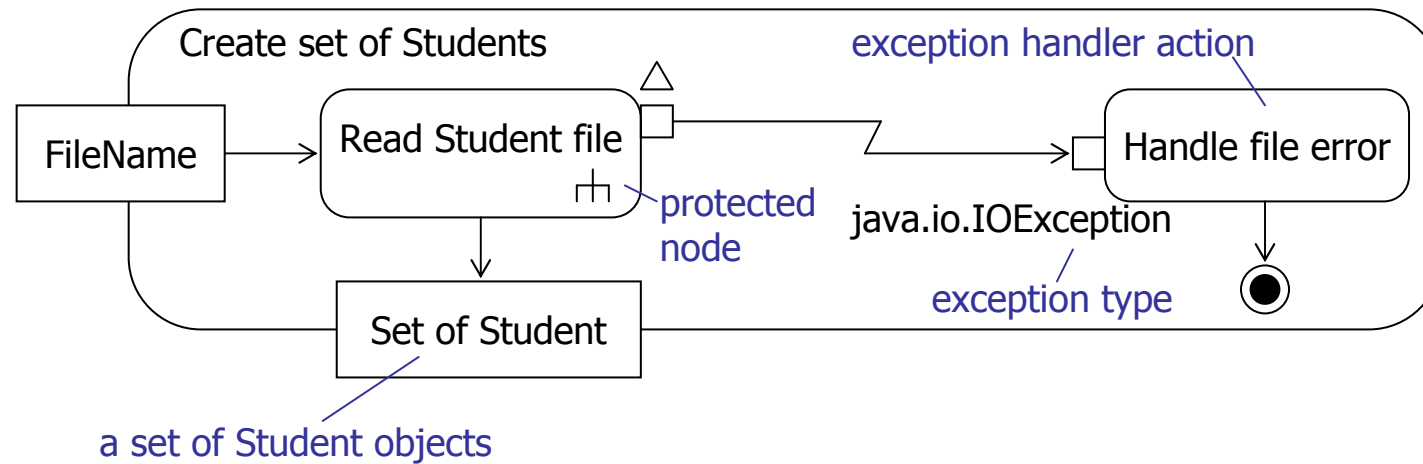 Create set of Students
exception handler action
FileName
Read Student file
Handle file error
protected
node
java.io.IOException
exception type
Set of Student
a set of Student objects